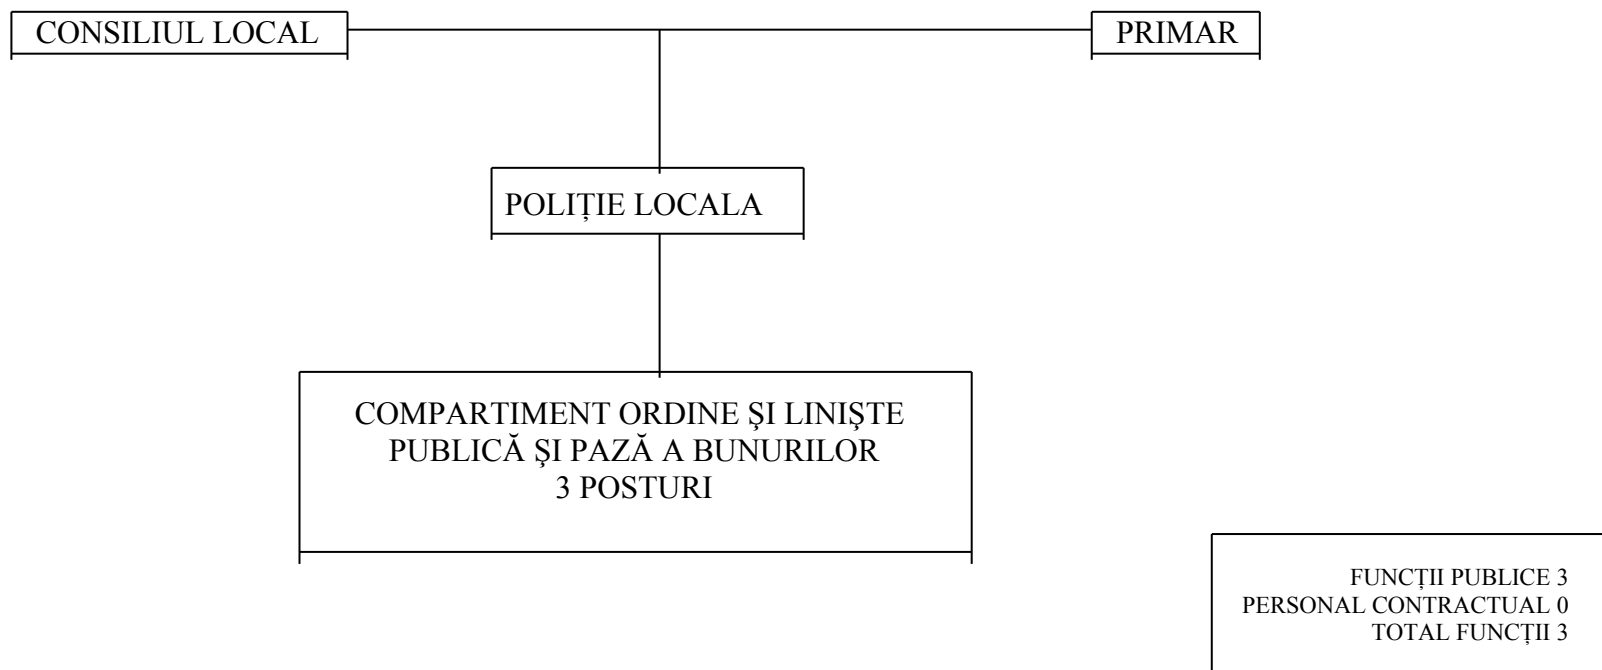 CONSILIUL LOCAL
PRIMAR
POLIȚIE LOCALA
COMPARTIMENT ORDINE ŞI LINIŞTE
PUBLICĂ ŞI PAZĂ A BUNURILOR
3 POSTURI
FUNCȚII PUBLICE 3
PERSONAL CONTRACTUAL 0
TOTAL FUNCȚII 3